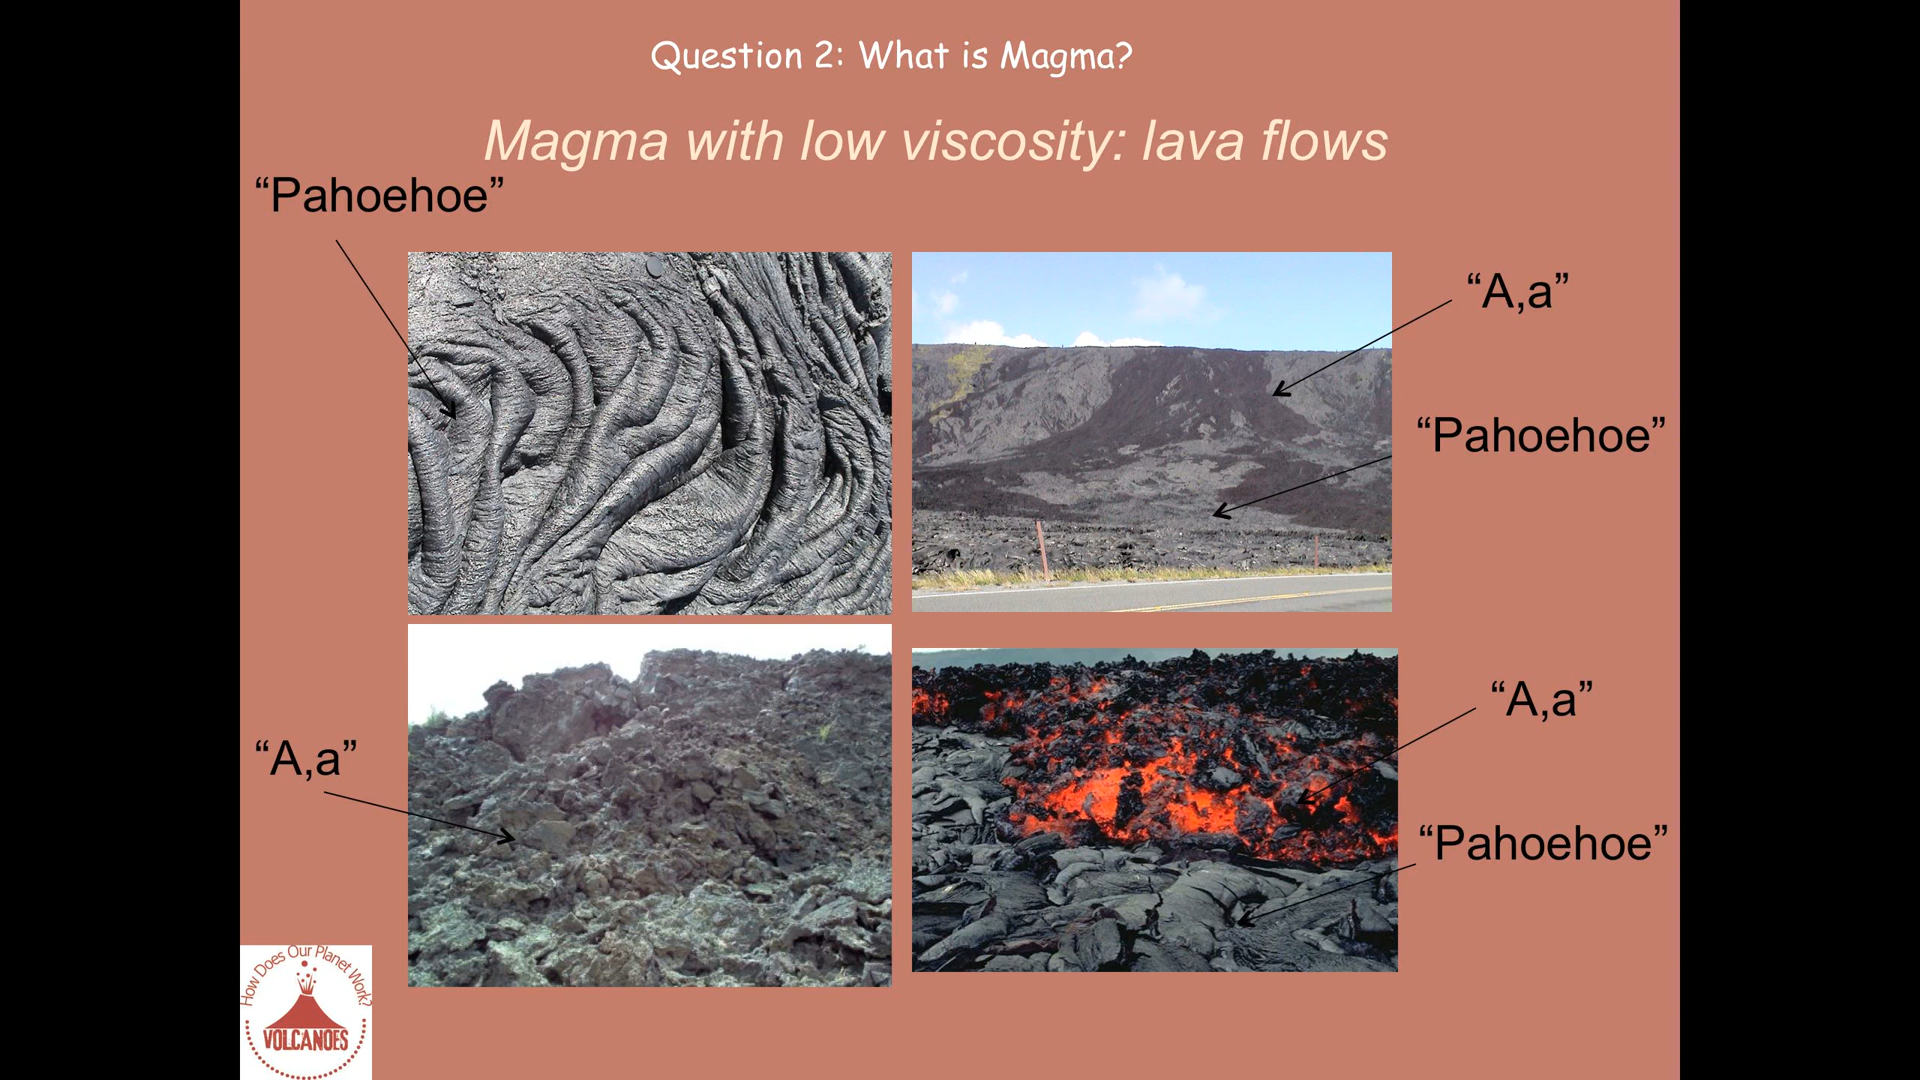 Question 2: What is Magma?
Magma with low viscosity: lava flows
“Pahoehoe”
“A,a”
“Pahoehoe”
“A,a”
“A,a”
“Pahoehoe”
How Does Our Planet Work?
VOLCANOES